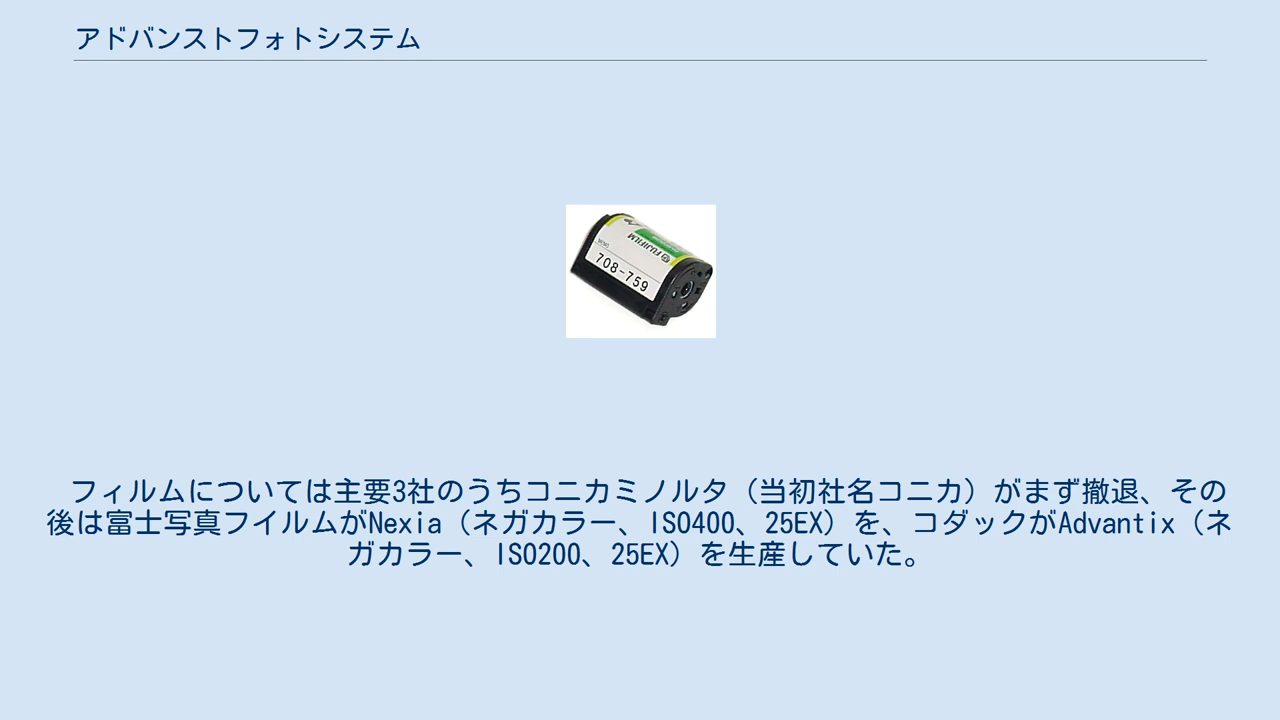 アドバンストフォトシステム
FUJIFILM
708-759
フィルムについては主要3社のうちコニカミノルタ（当初社名コニカ）がまず撤退、その
後は富士写真フイルムがNexia（ネガカラー、ISO400、25EX）を、コダックがAdvantix（ネ
ガカラー、ISO200、25EX）を生産していた。